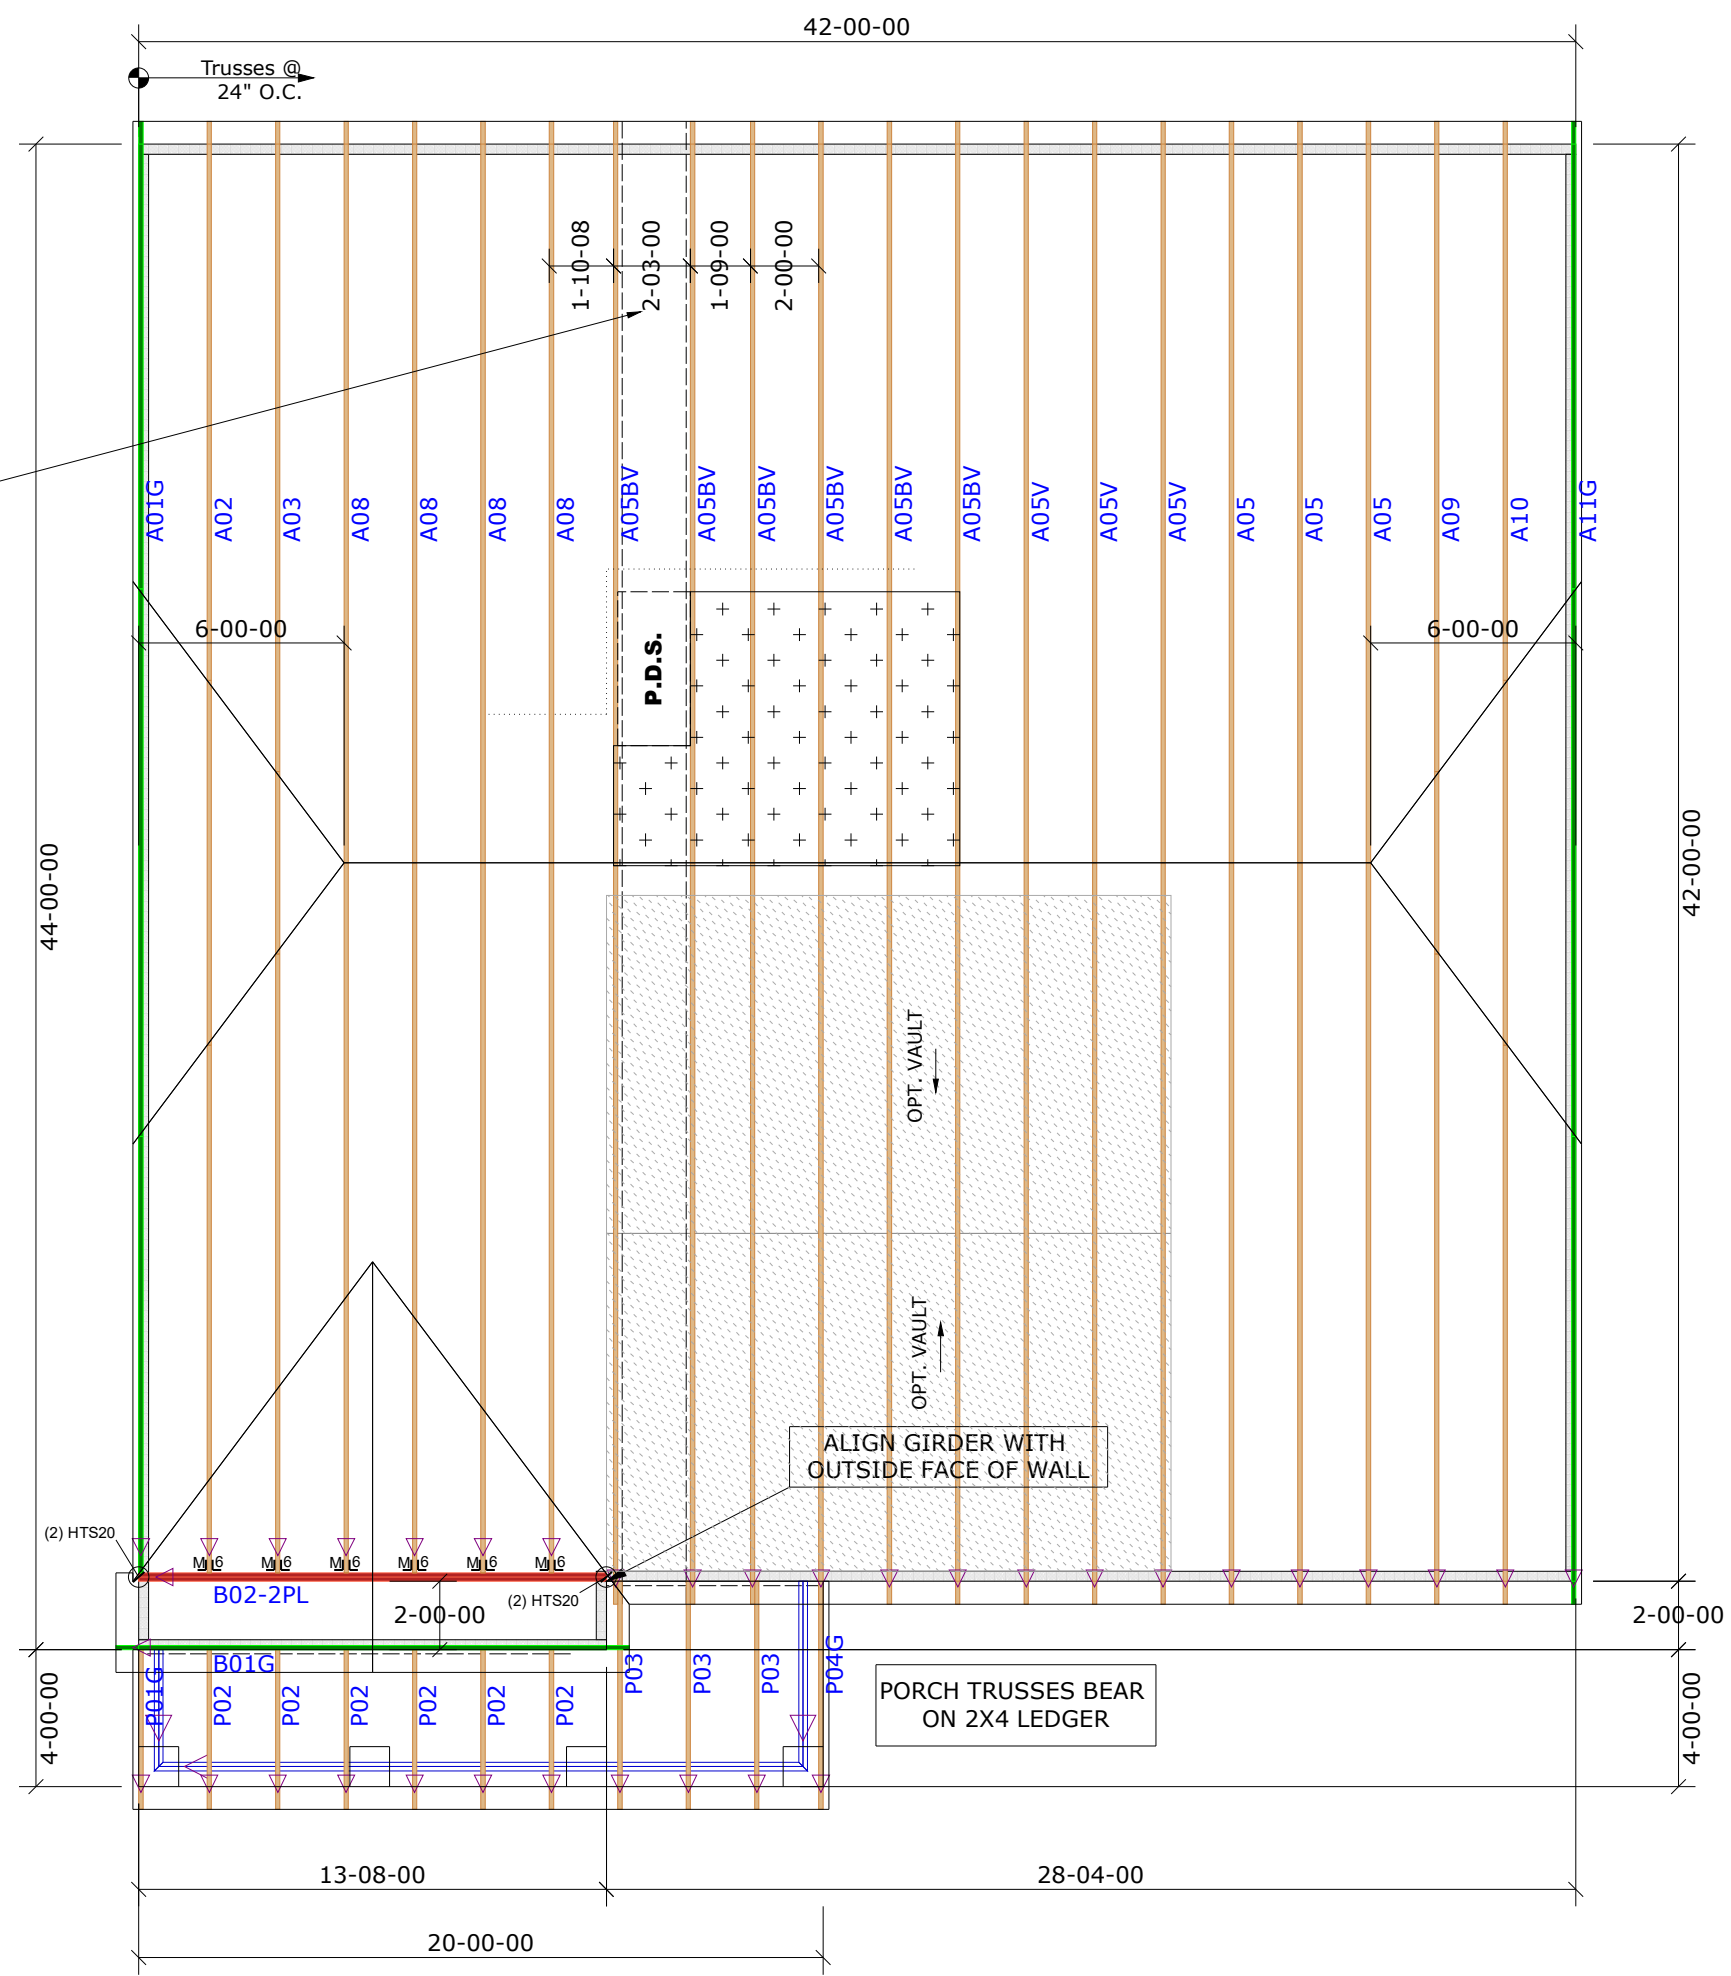 42-00-00
Trusses @
24" O.C.
1-10-08
2-03-00
1-09-00
2-00-00
A01G
A02
A03
A08
A08
A08
A08
A05BV
A05BV
A05BV
A05BV
A05BV
A05BV
A05V
A05V
A05V
A05
A05
A05
A09
A10
A11G
6-00-00
6-00-00
P.D.S.
44-00-00
42-00-00
OPT. VAULT
OPT. VAULT
ALIGN GIRDER WITH
OUTSIDE FACE OF WALL
(2) HTS20
B02-2PL
(2) HTS20
2-00-00
2-00-00
B01G
P01G
P02
P02
P02
P02
P02
P02
P03
P03
P03
P04G
PORCH TRUSSES BEAR
ON 2X4 LEDGER
4-00-00
4-00-00
13-08-00
28-04-00
20-00-00